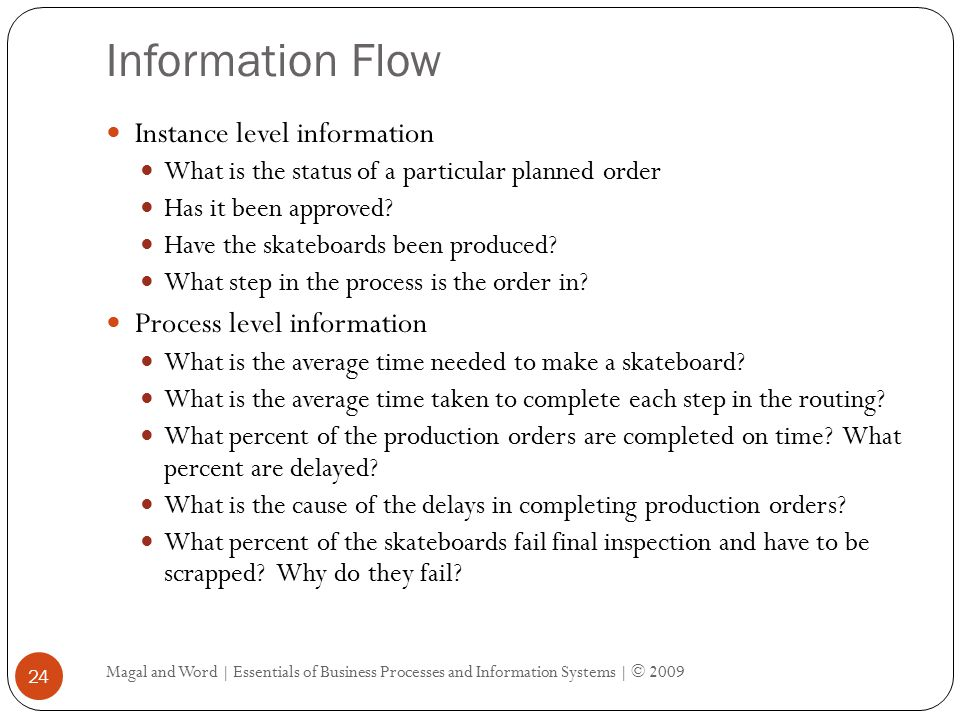 Information Flow
Instance level information
What is the status of a particular planned order
Has it been approved?
Have the skateboards been produced?
What step in the process is the order in?
Process level information
What is the average time needed to make a skateboard?
What is the average time taken to complete each step in the routing?
What percent of the production orders are completed on time? What
percent are delayed?
What is the cause of the delays in completing production orders?
What percent of the skateboards fail final inspection and have to be
scrapped? Why do they fail?
24
Magal and Word | Essentials of Business Processes and Information Systems | © 2009